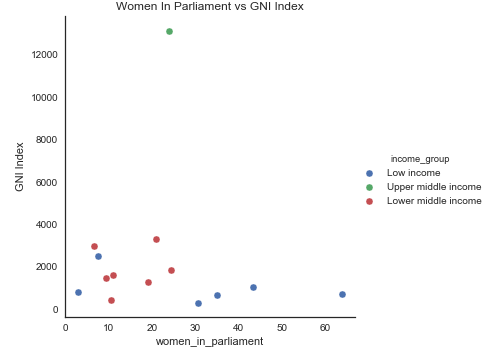 Women In Parliament vs GNI Index
12000
10000
8000
6000
4000
2000
0
GNI Index
0 10 20 30 40 50 60
women_in_parliament
income_group
Low income
Upper middle income
Lower middle income